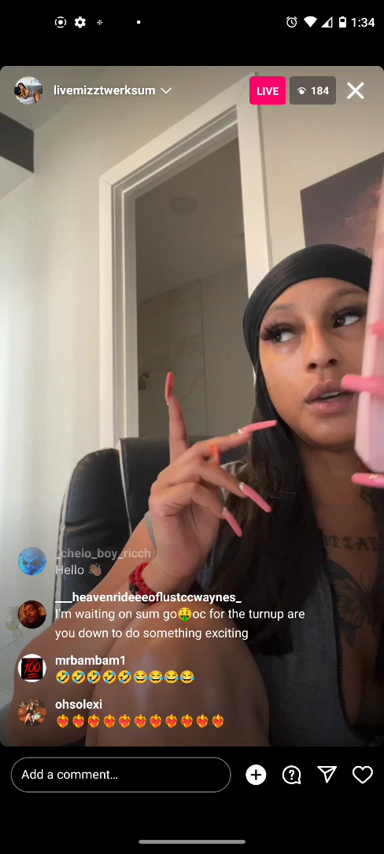 1:34
livemizztwerksum
LIVE
184
_chelo_boy_ricch
Hello 👋🏽
___heavenrideeeoflustccwaynes_
I'm waiting on sum go🤑oc for the turnup are
you down to do something exciting
mrbambam1
🤣🤣🤣🤣🤣😂😂😂😂
ohsolexi
❤️‍🔥❤️‍🔥❤️‍🔥❤️‍🔥❤️‍🔥❤️‍🔥❤️‍🔥❤️‍🔥❤️‍🔥❤️‍🔥❤️‍🔥
Add a comment...